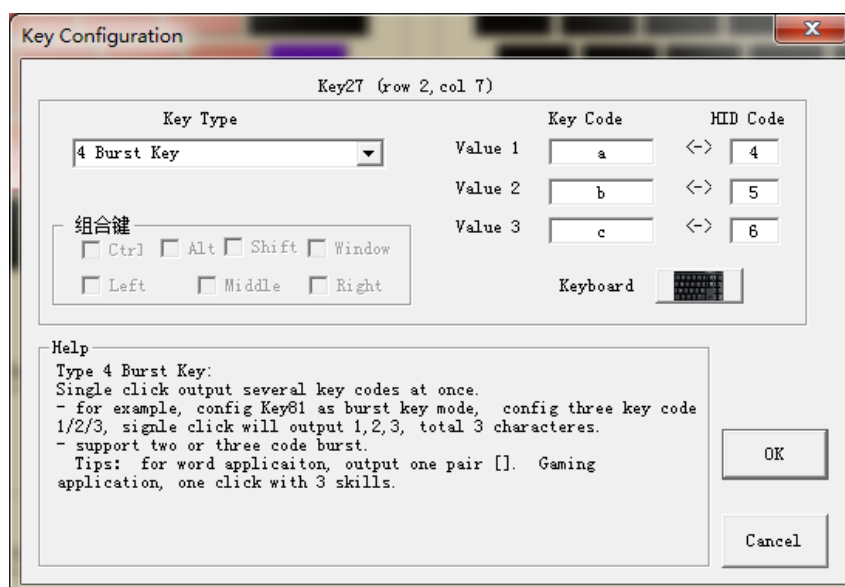 Key Configuration
Key27 (row 2, col 7)
Key Type
Key Code
HID Code
4 Burst Key
Value 1
a
<->
4
Value 2
b
<->
5
组合键
Value 3
c
<->
6
Ctrl
Alt
Shift
Window
Left
Middle
Right
Keyboard
Help
Type 4 Burst Key:
Single click output several key codes at once.
- for example, config Key81 as burst key mode, config three key code
1/2/3, signle click will output 1,2,3, total 3 characteres.
- support two or three code burst.
Tips: for word applicaiton, output one pair []. Gaming
application, one click with 3 skills.
OK
Cancel